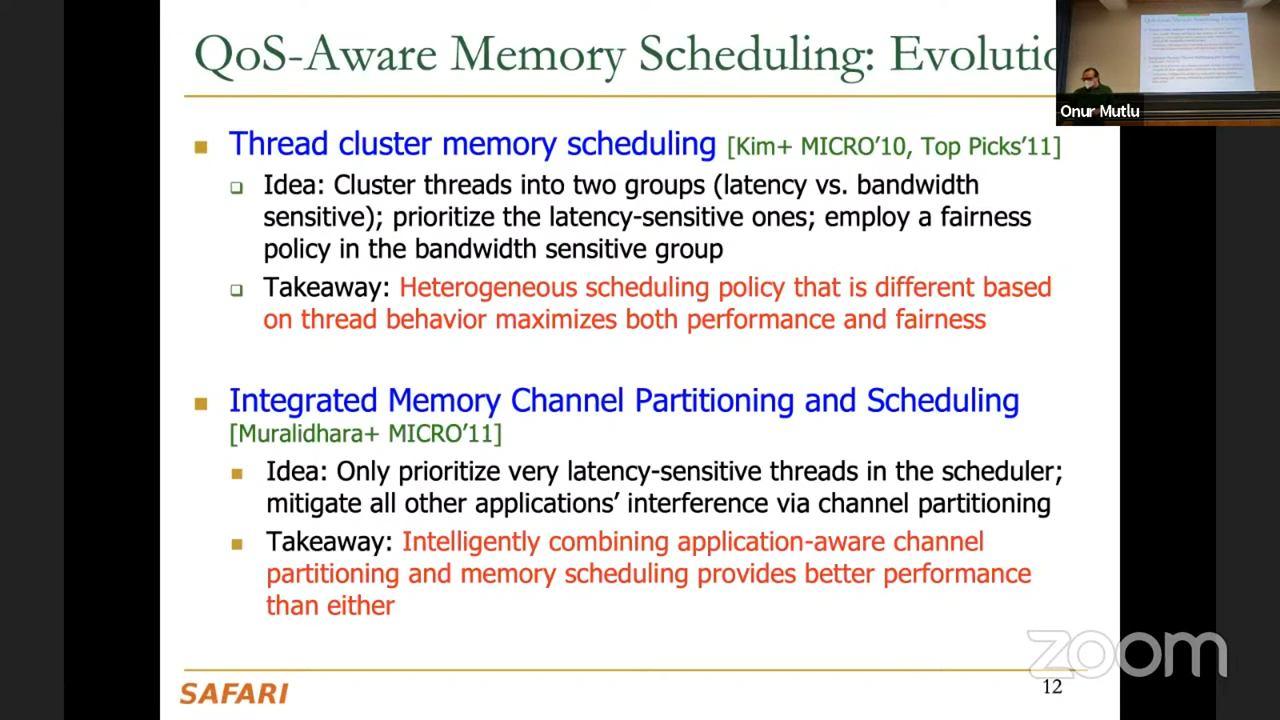 QoS-Aware Memory Scheduling: Evolutio
Onur Mutlu
Thread cluster memory scheduling [Kim+ MICRO’10, Top Picks’11]
Idea: Cluster threads into two groups (latency vs. bandwidth
sensitive); prioritize the latency-sensitive ones; employ a fairness
policy in the bandwidth sensitive group
Takeaway: Heterogeneous scheduling policy that is different based
on thread behavior maximizes both performance and fairness
Integrated Memory Channel Partitioning and Scheduling
[Muralidhara+ MICRO’11]
Idea: Only prioritize very latency-sensitive threads in the scheduler;
mitigate all other applications’ interference via channel partitioning
Takeaway: Intelligently combining application-aware channel
partitioning and memory scheduling provides better performance
than either
zoom
SAFARI
12